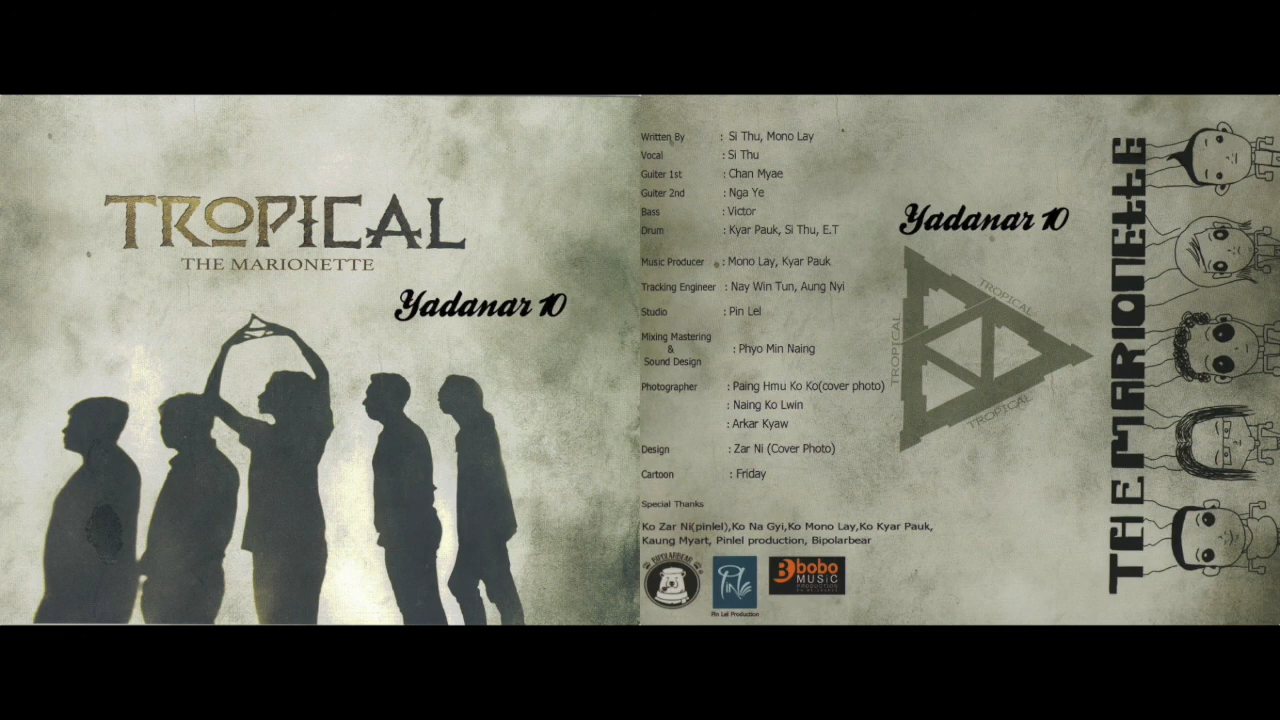 TROPICAL
THE MARIONETTE
Yadanar 10
Written By : Si Thu, Mono Lay
Vocal : Si Thu
Guiter 1st : Chan Myae
Guiter 2nd : Nga Ye
Bass : Victor
Drum : Kyar Pauk, Si Thu, E.T
Music Producer : Mono Lay, Kyar Pauk
Tracking Engineer : Nay Win Tun, Aung Nyi
Studio : Pin Lel
Mixing Mastering
&
Sound Design : Phyo Min Naing
Photographer : Paing Hmu Ko Ko(cover photo)
: Naing Ko Lwin
: Arkar Kyaw
Design : Zar Ni (Cover Photo)
Cartoon : Friday
Special Thanks
Ko Zar Ni(pinlel),Ko Na Gyi,Ko Mono Lay,Ko Kyar Pauk,
Kaung Myart, Pinlel production, Bipolarbear
BIPOLARBEAR
Pin Lel Production
bobo
MUSIC
PRODUCTION
Yadanar 10
TROPICAL
TROPICAL
TROPICAL
THE MARIONETTE